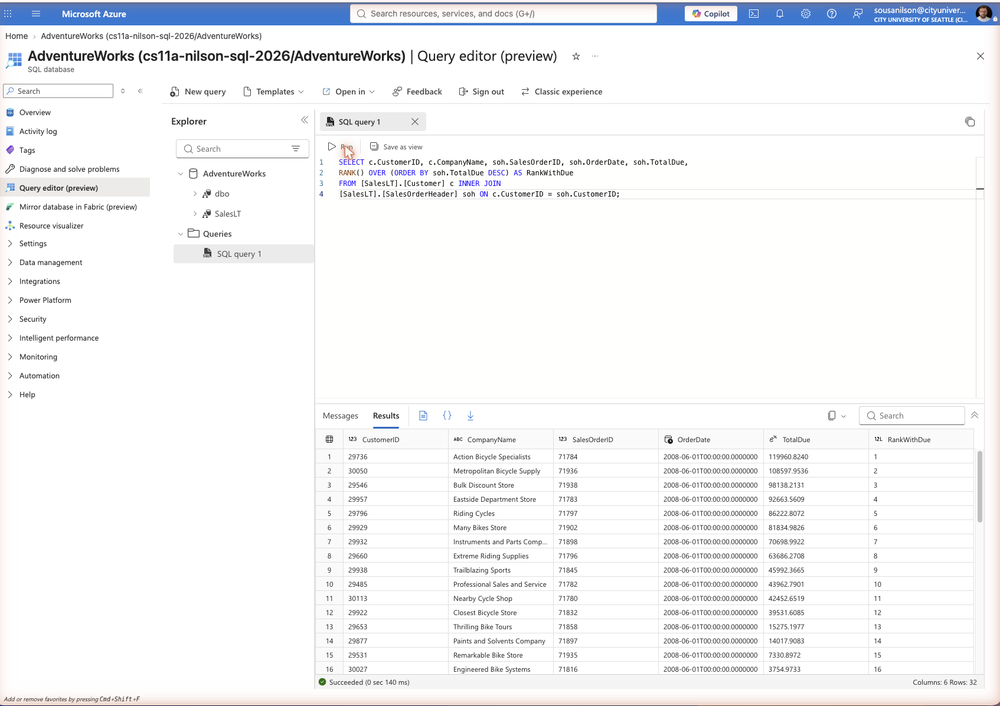 Microsoft Azure
Search resources, services, and docs (G+/)
Copilot
sousanilson@cityuniver...
CITY UNIVERSITY OF SEATTLE (CI...
Home > AdventureWorks (cs11a-nilson-sql-2026/AdventureWorks)
AdventureWorks (cs11a-nilson-sql-2026/AdventureWorks) | Query editor (preview)
SQL database
Search
Overview
Activity log
Tags
Diagnose and solve problems
Query editor (preview)
Mirror database in Fabric (preview)
Resource visualizer
Settings
Data management
Integrations
Power Platform
Security
Intelligent performance
Monitoring
Automation
Help
New query Templates Open in Feedback Sign out Classic experience
Explorer
Search
AdventureWorks
dbo
SalesLT
Queries
SQL query 1
SQL query 1
Run Save as view
1 SELECT c.CustomerID, c.CompanyName, soh.SalesOrderID, soh.OrderDate, soh.TotalDue,
2 RANK() OVER (ORDER BY soh.TotalDue DESC) AS RankWithDue
3 FROM [SalesLT].[Customer] c INNER JOIN
4 [SalesLT].[SalesOrderHeader] soh ON c.CustomerID = soh.CustomerID;
Messages Results {} Search
123 CustomerID ABC CompanyName 123 SalesOrderID OrderDate eˣ TotalDue 12L RankWithDue
1 29736 Action Bicycle Specialists 71784 2008-06-01T00:00:00.0000000 119960.8240 1
2 30050 Metropolitan Bicycle Supply 71936 2008-06-01T00:00:00.0000000 108597.9536 2
3 29546 Bulk Discount Store 71938 2008-06-01T00:00:00.0000000 98138.2131 3
4 29957 Eastside Department Store 71783 2008-06-01T00:00:00.0000000 92663.5609 4
5 29796 Riding Cycles 71797 2008-06-01T00:00:00.0000000 86222.8072 5
6 29929 Many Bikes Store 71902 2008-06-01T00:00:00.0000000 81834.9826 6
7 29932 Instruments and Parts Comp... 71898 2008-06-01T00:00:00.0000000 70698.9922 7
8 29660 Extreme Riding Supplies 71796 2008-06-01T00:00:00.0000000 63686.2708 8
9 29938 Trailblazing Sports 71845 2008-06-01T00:00:00.0000000 45992.3665 9
10 29485 Professional Sales and Service 71782 2008-06-01T00:00:00.0000000 43962.7901 10
11 30113 Nearby Cycle Shop 71780 2008-06-01T00:00:00.0000000 42452.6519 11
12 29922 Closest Bicycle Store 71832 2008-06-01T00:00:00.0000000 39531.6085 12
13 29653 Thrilling Bike Tours 71858 2008-06-01T00:00:00.0000000 15275.1977 13
14 29877 Paints and Solvents Company 71897 2008-06-01T00:00:00.0000000 14017.9083 14
15 29531 Remarkable Bike Store 71935 2008-06-01T00:00:00.0000000 7330.8972 15
16 30027 Engineered Bike Systems 71816 2008-06-01T00:00:00.0000000 3754.9733 16
Succeeded (0 sec 140 ms) Columns: 6 Rows: 32
Add or remove favorites by pressing Cmd+Shift+F